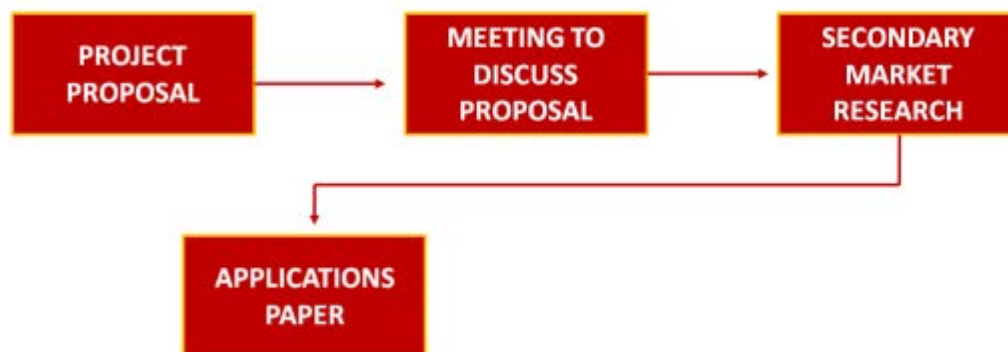 PROJECT
PROPOSAL
MEETING TO
DISCUSS
PROPOSAL
SECONDARY
MARKET
RESEARCH
APPLICATIONS
PAPER